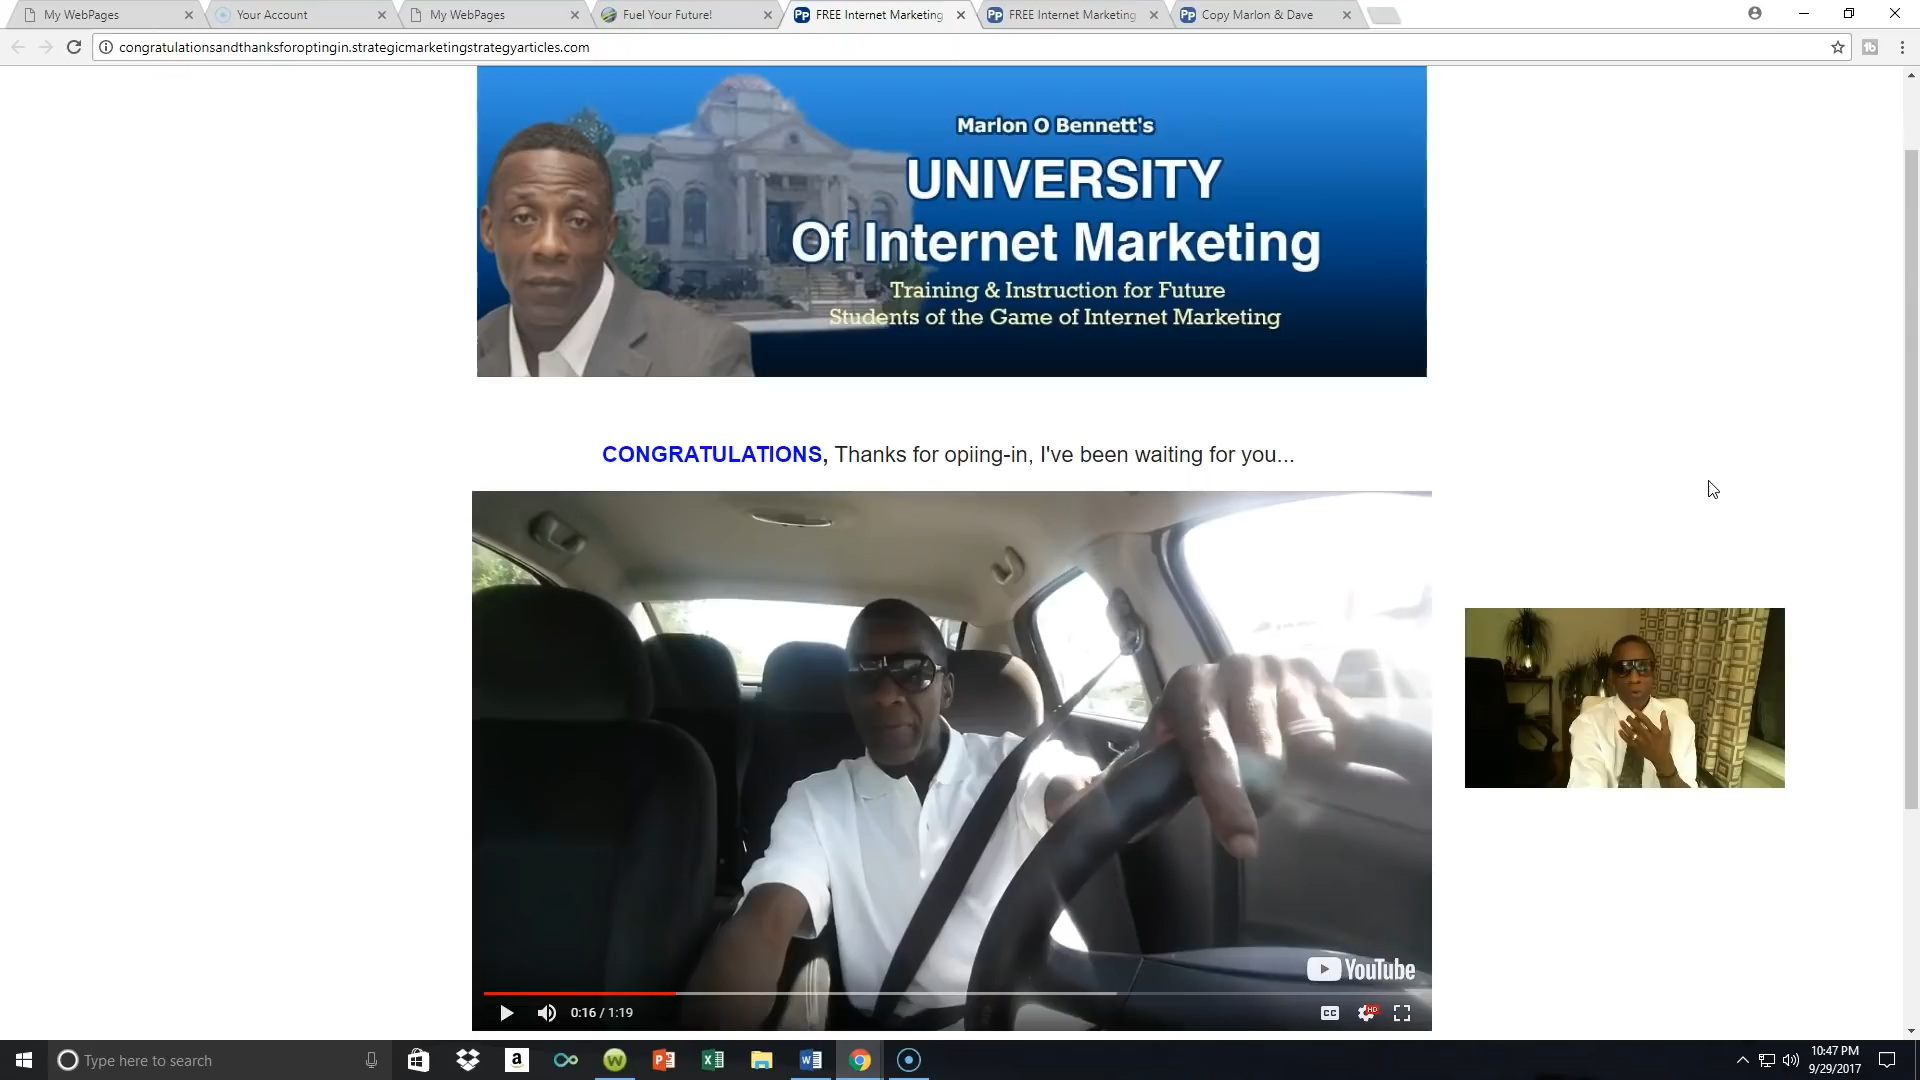 My WebPages
Your Account
My WebPages
Fuel Your Future!
FREE Internet Marketing
FREE Internet Marketing
Copy Marlon & Dave
congratulationsandthanksforoptingin.strategicmarketingstrategyarticles.com
Marlon O Bennett's
UNIVERSITY
Of Internet Marketing
Training & Instruction for Future
Students of the Game of Internet Marketing
CONGRATULATIONS, Thanks for opiing-in, I've been waiting for you...
YouTube
0:16 / 1:19
CC
HD
Type here to search
10:47 PM
9/29/2017